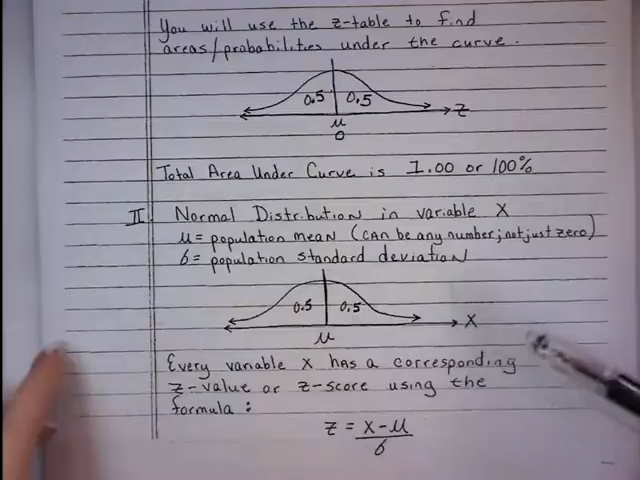 You will use the z-table to find
areas/probabilities under the curve.
0.5 0.5
z
μ
0
Total Area Under Curve is 1.00 or 100%
II. Normal Distribution in variable X
μ = population mean (can be any number; not just zero)
6 = population standard deviation
0.5 0.5
X
μ
Every variable X has a corresponding
z-value or z-score using the
formula:
z = x-μ
6